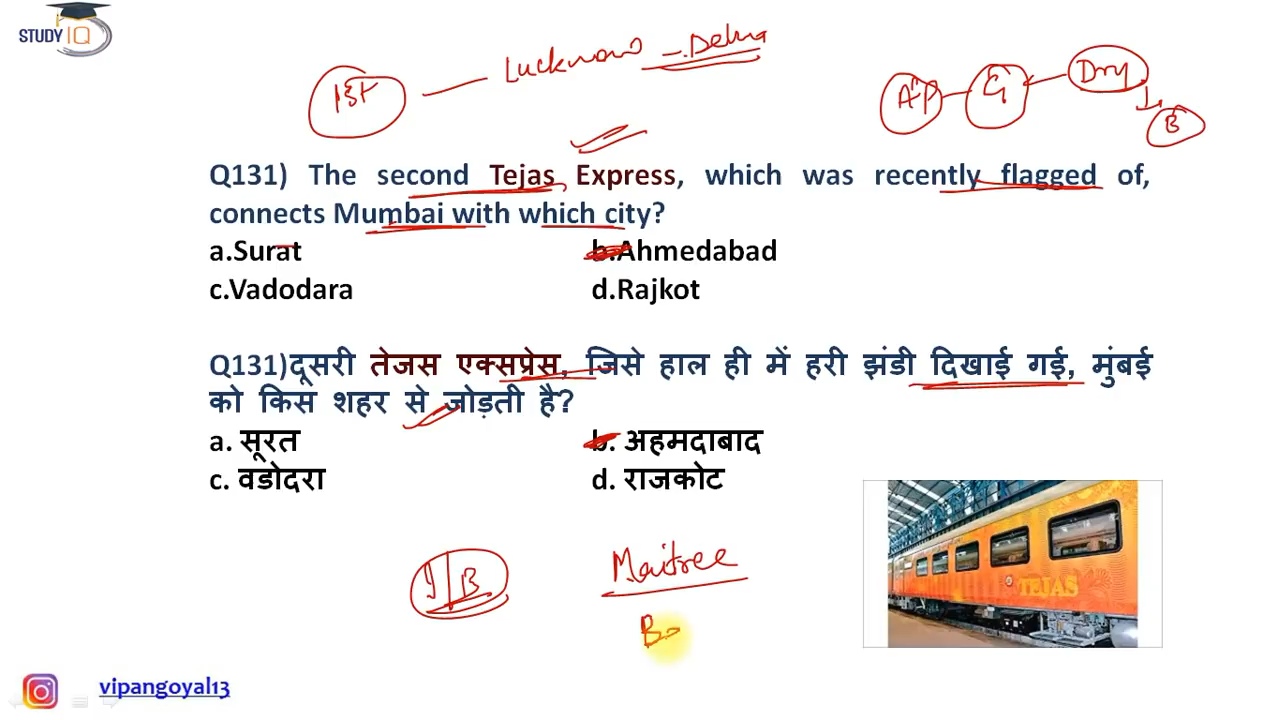 STUDY IQ
1st Lucknow - Delhi
AP G Dry
B
Q131) The second Tejas Express, which was recently flagged of,
connects Mumbai with which city?
a.Surat b.Ahmedabad
c.Vadodara d.Rajkot
Q131)दूसरी तेजस एक्सप्रेस, जिसे हाल ही में हरी झंडी दिखाई गई, मुंबई
को किस शहर से जोड़ती है?
a. सूरत b. अहमदाबाद
c. वडोदरा d. राजकोट
I/B Maitree
TEJAS
vipangoyal13